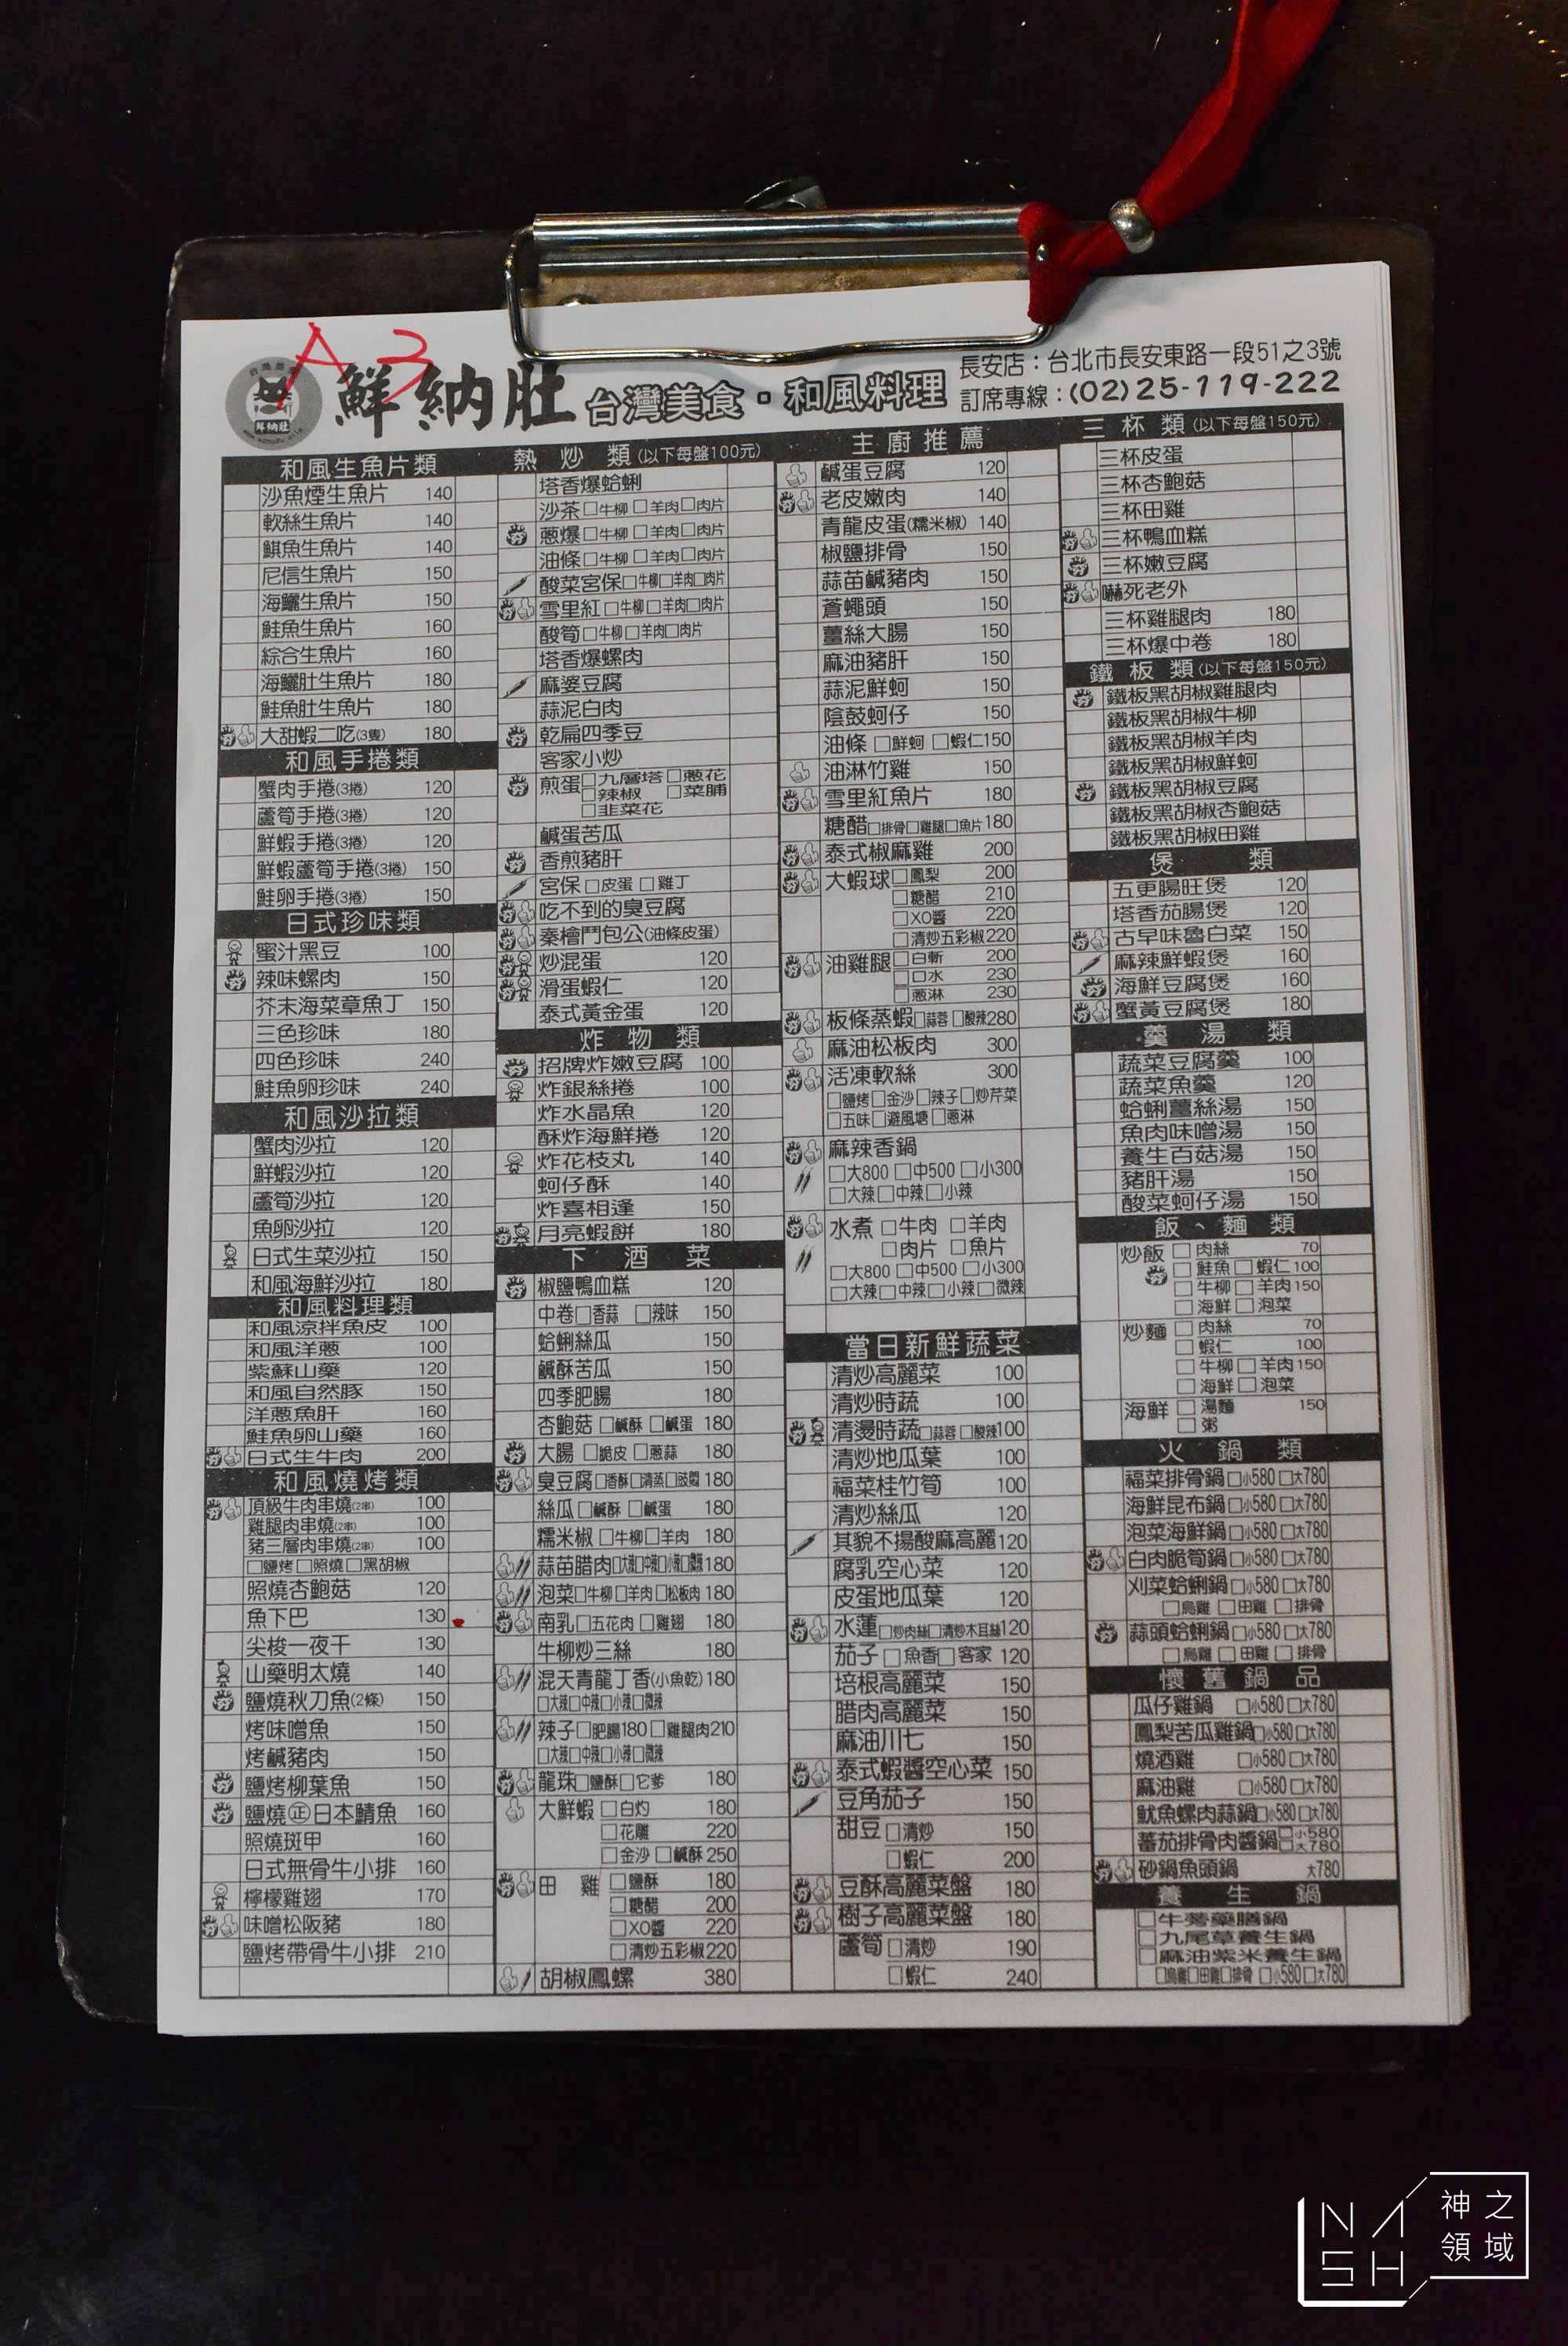 A3
鮮納肚 台灣美食・和風料理
長安店：台北市長安東路一段51之3號
訂席專線：(02)25-119-222
和風生魚片類
沙魚煙生魚片 140
軟絲生魚片 140
鯕魚生魚片 140
尼信生魚片 150
海鱺生魚片 150
鮭魚生魚片 160
綜合生魚片 160
海鱺肚生魚片 180
鮭魚肚生魚片 180
大甜蝦二吃(3隻) 180
和風手捲類
蟹肉手捲(3捲) 120
蘆筍手捲(3捲) 120
鮮蝦手捲(3捲) 120
鮮蝦蘆筍手捲(3捲) 150
鮭卵手捲(3捲) 150
日式珍味類
蜜汁黑豆 100
辣味螺肉 150
芥末海菜章魚丁 150
三色珍味 180
四色珍味 240
鮭魚卵珍味 240
和風沙拉類
蟹肉沙拉 120
鮮蝦沙拉 120
蘆筍沙拉 120
魚卵沙拉 120
日式生菜沙拉 150
和風海鮮沙拉 180
和風料理類
和風涼拌魚皮 100
和風洋蔥 100
紫蘇山藥 120
和風自然豚 150
洋蔥魚肝 160
鮭魚卵山藥 160
日式生牛肉 200
和風燒烤類
頂級牛肉串燒(2串) 100
雞腿肉串燒(2串) 100
豬三層肉串燒(2串) 100
□鹽烤 □照燒 □黑胡椒
照燒杏鮑菇 120
魚下巴 130
尖梭一夜干 130
山藥明太燒 140
鹽燒秋刀魚(2條) 150
烤味噌魚 150
烤鹹豬肉 150
鹽烤柳葉魚 150
鹽燒㊣日本鯖魚 160
照燒斑甲 160
日式無骨牛小排 160
檸檬雞翅 170
味噌松阪豬 180
鹽烤帶骨牛小排 210
熱炒類(以下每盤100元)
塔香爆蛤蜊
沙茶 □牛柳 □羊肉 □肉片
蔥爆 □牛柳 □羊肉 □肉片
油條 □牛柳 □羊肉 □肉片
酸菜宮保 □牛柳 □羊肉 □肉片
雪里紅 □牛柳 □羊肉 □肉片
酸筍 □牛柳 □羊肉 □肉片
塔香爆螺肉
麻婆豆腐
蒜泥白肉
乾扁四季豆
客家小炒
煎蛋 □九層塔 □蔥花
□辣椒 □菜脯
□韭菜花
鹹蛋苦瓜
香煎豬肝
宮保 □皮蛋 □雞丁
吃不到的臭豆腐
秦檜鬥包公(油條皮蛋)
炒混蛋 120
滑蛋蝦仁 120
泰式黃金蛋 120
炸物類
招牌炸嫩豆腐 100
炸銀絲捲 100
炸水晶魚 120
酥炸海鮮捲 120
炸花枝丸 140
蚵仔酥 140
炸喜相逢 150
月亮蝦餅 180
下酒菜
椒鹽鴨血糕 120
中卷 □香蒜 □辣味 150
蛤蜊絲瓜 150
鹹酥苦瓜 150
四季肥腸 180
杏鮑菇 □鹹酥 □鹹蛋 180
大腸 □脆皮 □蔥蒜 180
臭豆腐 □香酥 □清蒸 □豉悶 180
絲瓜 □鹹酥 □鹹蛋 180
糯米椒 □牛柳 □羊肉 180
蒜苗腊肉 □大辣 □中辣 □小辣 □微辣 180
泡菜 □牛柳 □羊肉 □松板肉 180
南乳 □五花肉 □雞翅 180
牛柳炒三絲 180
混天青龍丁香(小魚乾) 180
□大辣 □中辣 □小辣 □微辣
辣子 □肥腸180 □雞腿肉210
□大辣 □中辣 □小辣 □微辣
龍珠 □鹽酥 □它爹 180
大鮮蝦 □白灼 180
□花雕 220
□金沙 □鹹酥 250
田雞 □鹽酥 180
□糖醋 200
□XO醬 220
□清炒五彩椒 220
胡椒鳳螺 380
主廚推薦
鹹蛋豆腐 120
老皮嫩肉 140
青龍皮蛋(糯米椒) 140
椒鹽排骨 150
蒜苗鹹豬肉 150
蒼蠅頭 150
薑絲大腸 150
麻油豬肝 150
蒜泥鮮蚵 150
陰鼓蚵仔 150
油條 □鮮蚵 □蝦仁 150
油淋竹雞 150
雪里紅魚片 180
糖醋 □排骨 □雞腿 □魚片 180
泰式椒麻雞 200
大蝦球 □鳳梨 200
□糖醋 210
□XO醬 220
□清炒五彩椒 220
油雞腿 □白斬 200
□口水 230
□蔥淋 230
板條蒸蝦 □蒜蓉 □酸辣 280
麻油松板肉 300
活凍軟絲 300
□鹽烤 □金沙 □辣子 □炒芹菜
□五味 □避風塘 □蔥淋
麻辣香鍋
□大800 □中500 □小300
□大辣 □中辣 □小辣
水煮 □牛肉 □羊肉
□肉片 □魚片
□大800 □中500 □小300
□大辣 □中辣 □小辣 □微辣
當日新鮮蔬菜
清炒高麗菜 100
清炒時蔬 100
清燙時蔬 □蒜蓉 □酸辣 100
清炒地瓜葉 100
福菜桂竹筍 100
清炒絲瓜 120
其貌不揚酸麻高麗 120
腐乳空心菜 120
皮蛋地瓜葉 120
水蓮 □炒肉絲 □清炒木耳絲 120
茄子 □魚香 □客家 120
培根高麗菜 150
腊肉高麗菜 150
麻油川七 150
泰式蝦醬空心菜 150
豆角茄子 150
甜豆 □清炒 150
□蝦仁 200
豆酥高麗菜盤 180
樹子高麗菜盤 180
蘆筍 □清炒 190
□蝦仁 240
三杯類(以下每盤150元)
三杯皮蛋
三杯杏鮑菇
三杯田雞
三杯鴨血糕
三杯嫩豆腐
嚇死老外
三杯雞腿肉 180
三杯爆中卷 180
鐵板類(以下每盤150元)
鐵板黑胡椒雞腿肉
鐵板黑胡椒牛柳
鐵板黑胡椒羊肉
鐵板黑胡椒鮮蚵
鐵板黑胡椒豆腐
鐵板黑胡椒杏鮑菇
鐵板黑胡椒田雞
煲類
五更腸旺煲 120
塔香茄腸煲 120
古早味魯白菜 150
麻辣鮮蝦煲 160
海鮮豆腐煲 160
蟹黃豆腐煲 180
羹湯類
蔬菜豆腐羹 100
蔬菜魚羹 120
蛤蜊薑絲湯 150
魚肉味噌湯 150
養生百菇湯 150
豬肝湯 150
酸菜蚵仔湯 150
飯、麵類
炒飯 □肉絲 70
□鮭魚 □蝦仁 100
□牛柳 □羊肉 150
□海鮮 □泡菜
炒麵 □肉絲 70
□蝦仁 100
□牛柳 □羊肉 150
□海鮮 □泡菜
海鮮 □湯麵 150
□粥
火鍋類
福菜排骨鍋 □小580 □大780
海鮮昆布鍋 □小580 □大780
泡菜海鮮鍋 □小580 □大780
白肉脆筍鍋 □小580 □大780
刈菜蛤蜊鍋 □小580 □大780
□烏雞 □田雞 □排骨
蒜頭蛤蜊鍋 □小580 □大780
□烏雞 □田雞 □排骨
懷舊鍋品
瓜仔雞鍋 □小580 □大780
鳳梨苦瓜雞鍋 □小580 □大780
燒酒雞 □小580 □大780
麻油雞 □小580 □大780
魷魚螺肉蒜鍋 □小580 □大780
蕃茄排骨肉醬鍋 □小580 □大780
砂鍋魚頭鍋 大780
養生鍋
□牛蒡藥膳鍋
□九尾草養生鍋
□麻油紫米養生鍋
□烏雞 □田雞 □排骨 □小580 □大780
NASH 神之領域